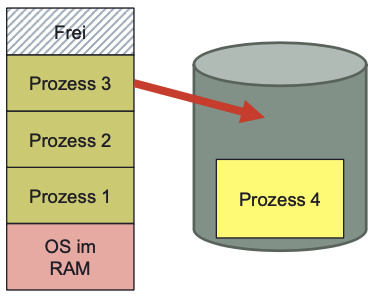 Frei
Prozess 3
Prozess 2
Prozess 1
OS im
RAM
Prozess 4